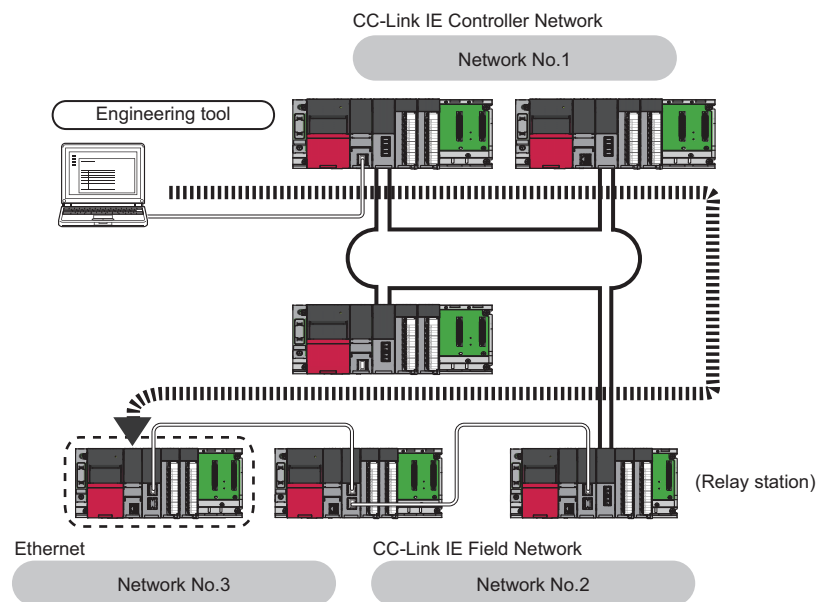 CC-Link IE Controller Network
Network No.1
Engineering tool
(Relay station)
Ethernet
CC-Link IE Field Network
Network No.3
Network No.2